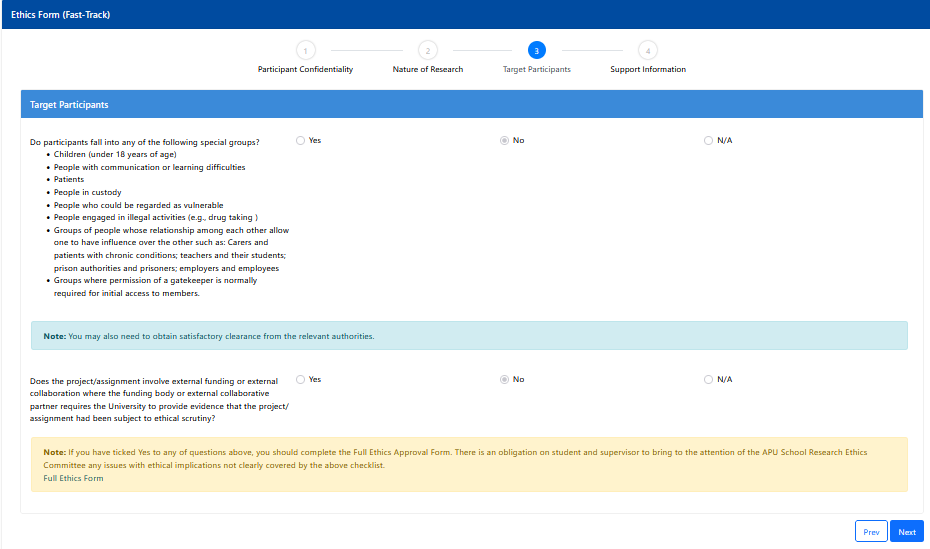 Ethics Form (Fast-Track)
1
2
3
4
Participant Confidentiality
Nature of Research
Target Participants
Support Information
Target Participants
Do participants fall into any of the following special groups?
Yes
No
N/A
• Children (under 18 years of age)
• People with communication or learning difficulties
• Patients
• People in custody
• People who could be regarded as vulnerable
• People engaged in illegal activities (e.g., drug taking )
• Groups of people whose relationship among each other allow
one to have influence over the other such as: Carers and
patients with chronic conditions; teachers and their students;
prison authorities and prisoners; employers and employees
• Groups where permission of a gatekeeper is normally
required for initial access to members.
Note: You may also need to obtain satisfactory clearance from the relevant authorities.
Does the project/assignment involve external funding or external
Yes
No
N/A
collaboration where the funding body or external collaborative
partner requires the University to provide evidence that the project/
assignment had been subject to ethical scrutiny?
Note: If you have ticked Yes to any of questions above, you should complete the Full Ethics Approval Form. There is an obligation on student and supervisor to bring to the attention of the APU School Research Ethics
Committee any issues with ethical implications not clearly covered by the above checklist.
Full Ethics Form
Prev
Next